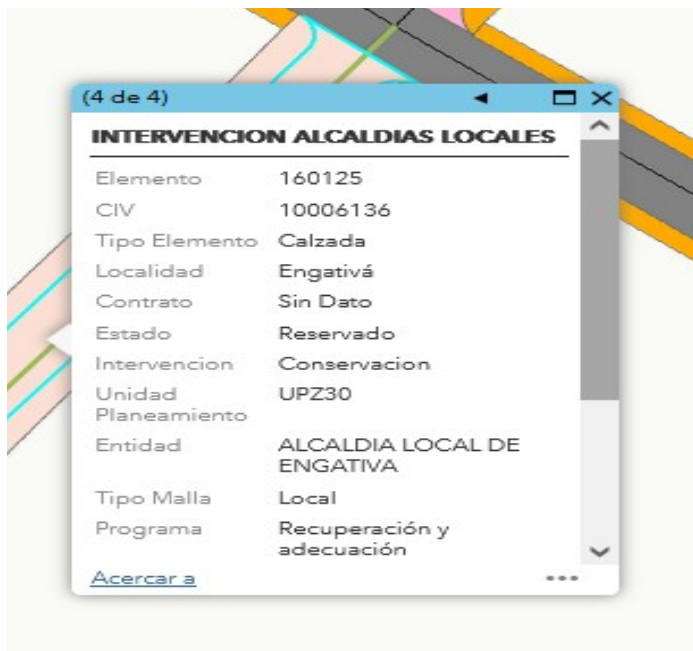 (4 de 4)
INTERVENCION ALCALDIAS LOCALES
Elemento 160125
CIV 10006136
Tipo Elemento Calzada
Localidad Engativá
Contrato Sin Dato
Estado Reservado
Intervencion Conservacion
Unidad Planeamiento UPZ30
Entidad ALCALDIA LOCAL DE ENGATIVA
Tipo Malla Local
Programa Recuperación y adecuación
Acercar a